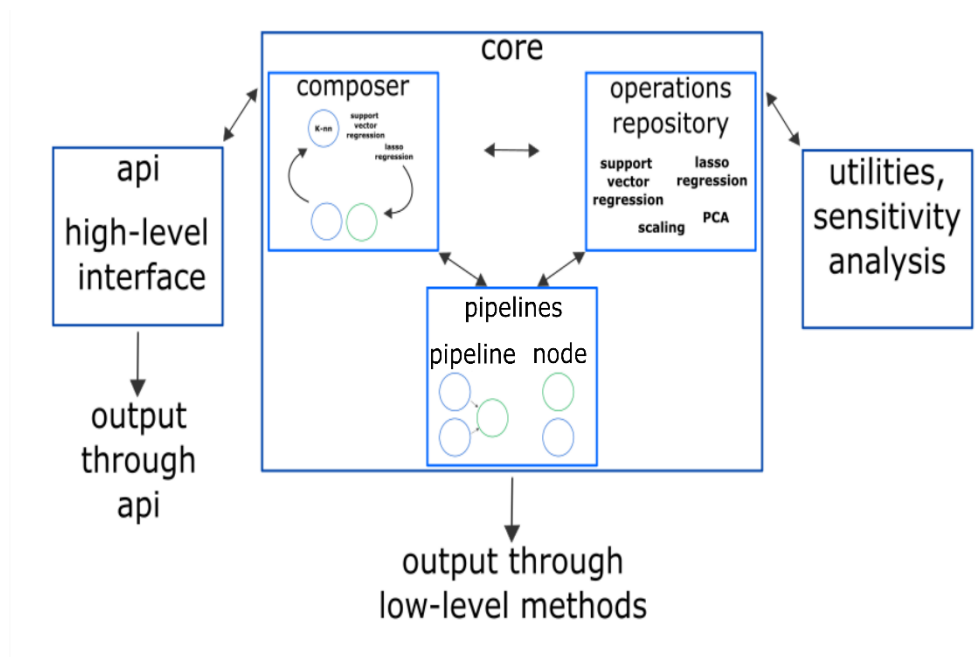 core
composer
K-nn
support
vector
regression
lasso
regression
operations
repository
support
vector
regression
lasso
regression
scaling
PCA
pipelines
pipeline node
api
high-level
interface
utilities,
sensitivity
analysis
output
through
api
output through
low-level methods